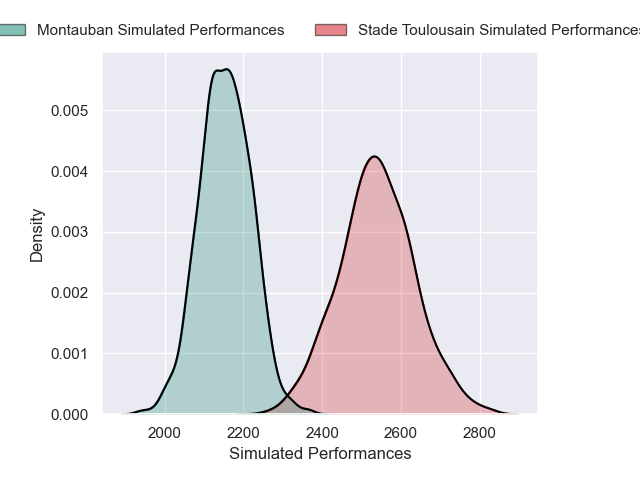 Montauban Simulated Performances Stade Toulousain Simulated Performances
0.005
0.004
0.003
0.002
0.001
0.000
Density
2000 2200 2400 2600 2800
Simulated Performances